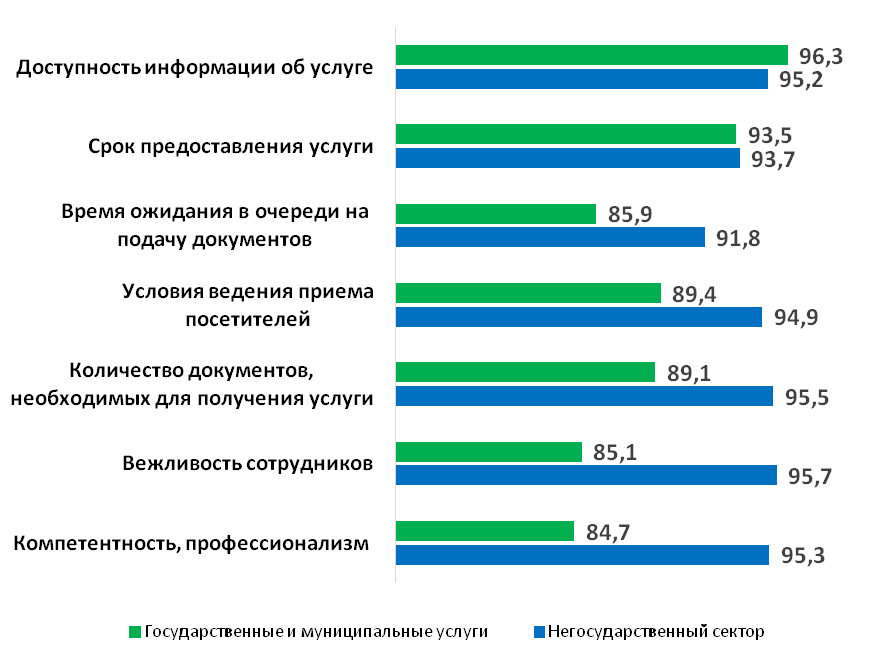 Доступность информации об услуге
96,3
95,2
Срок предоставления услуги
93,5
93,7
Время ожидания в очереди на
подачу документов
85,9
91,8
Условия ведения приема
посетителей
89,4
94,9
Количество документов,
необходимых для получения услуги
89,1
95,5
Вежливость сотрудников
85,1
95,7
Компетентность, профессионализм
84,7
95,3
Государственные и муниципальные услуги
Негосударственный сектор